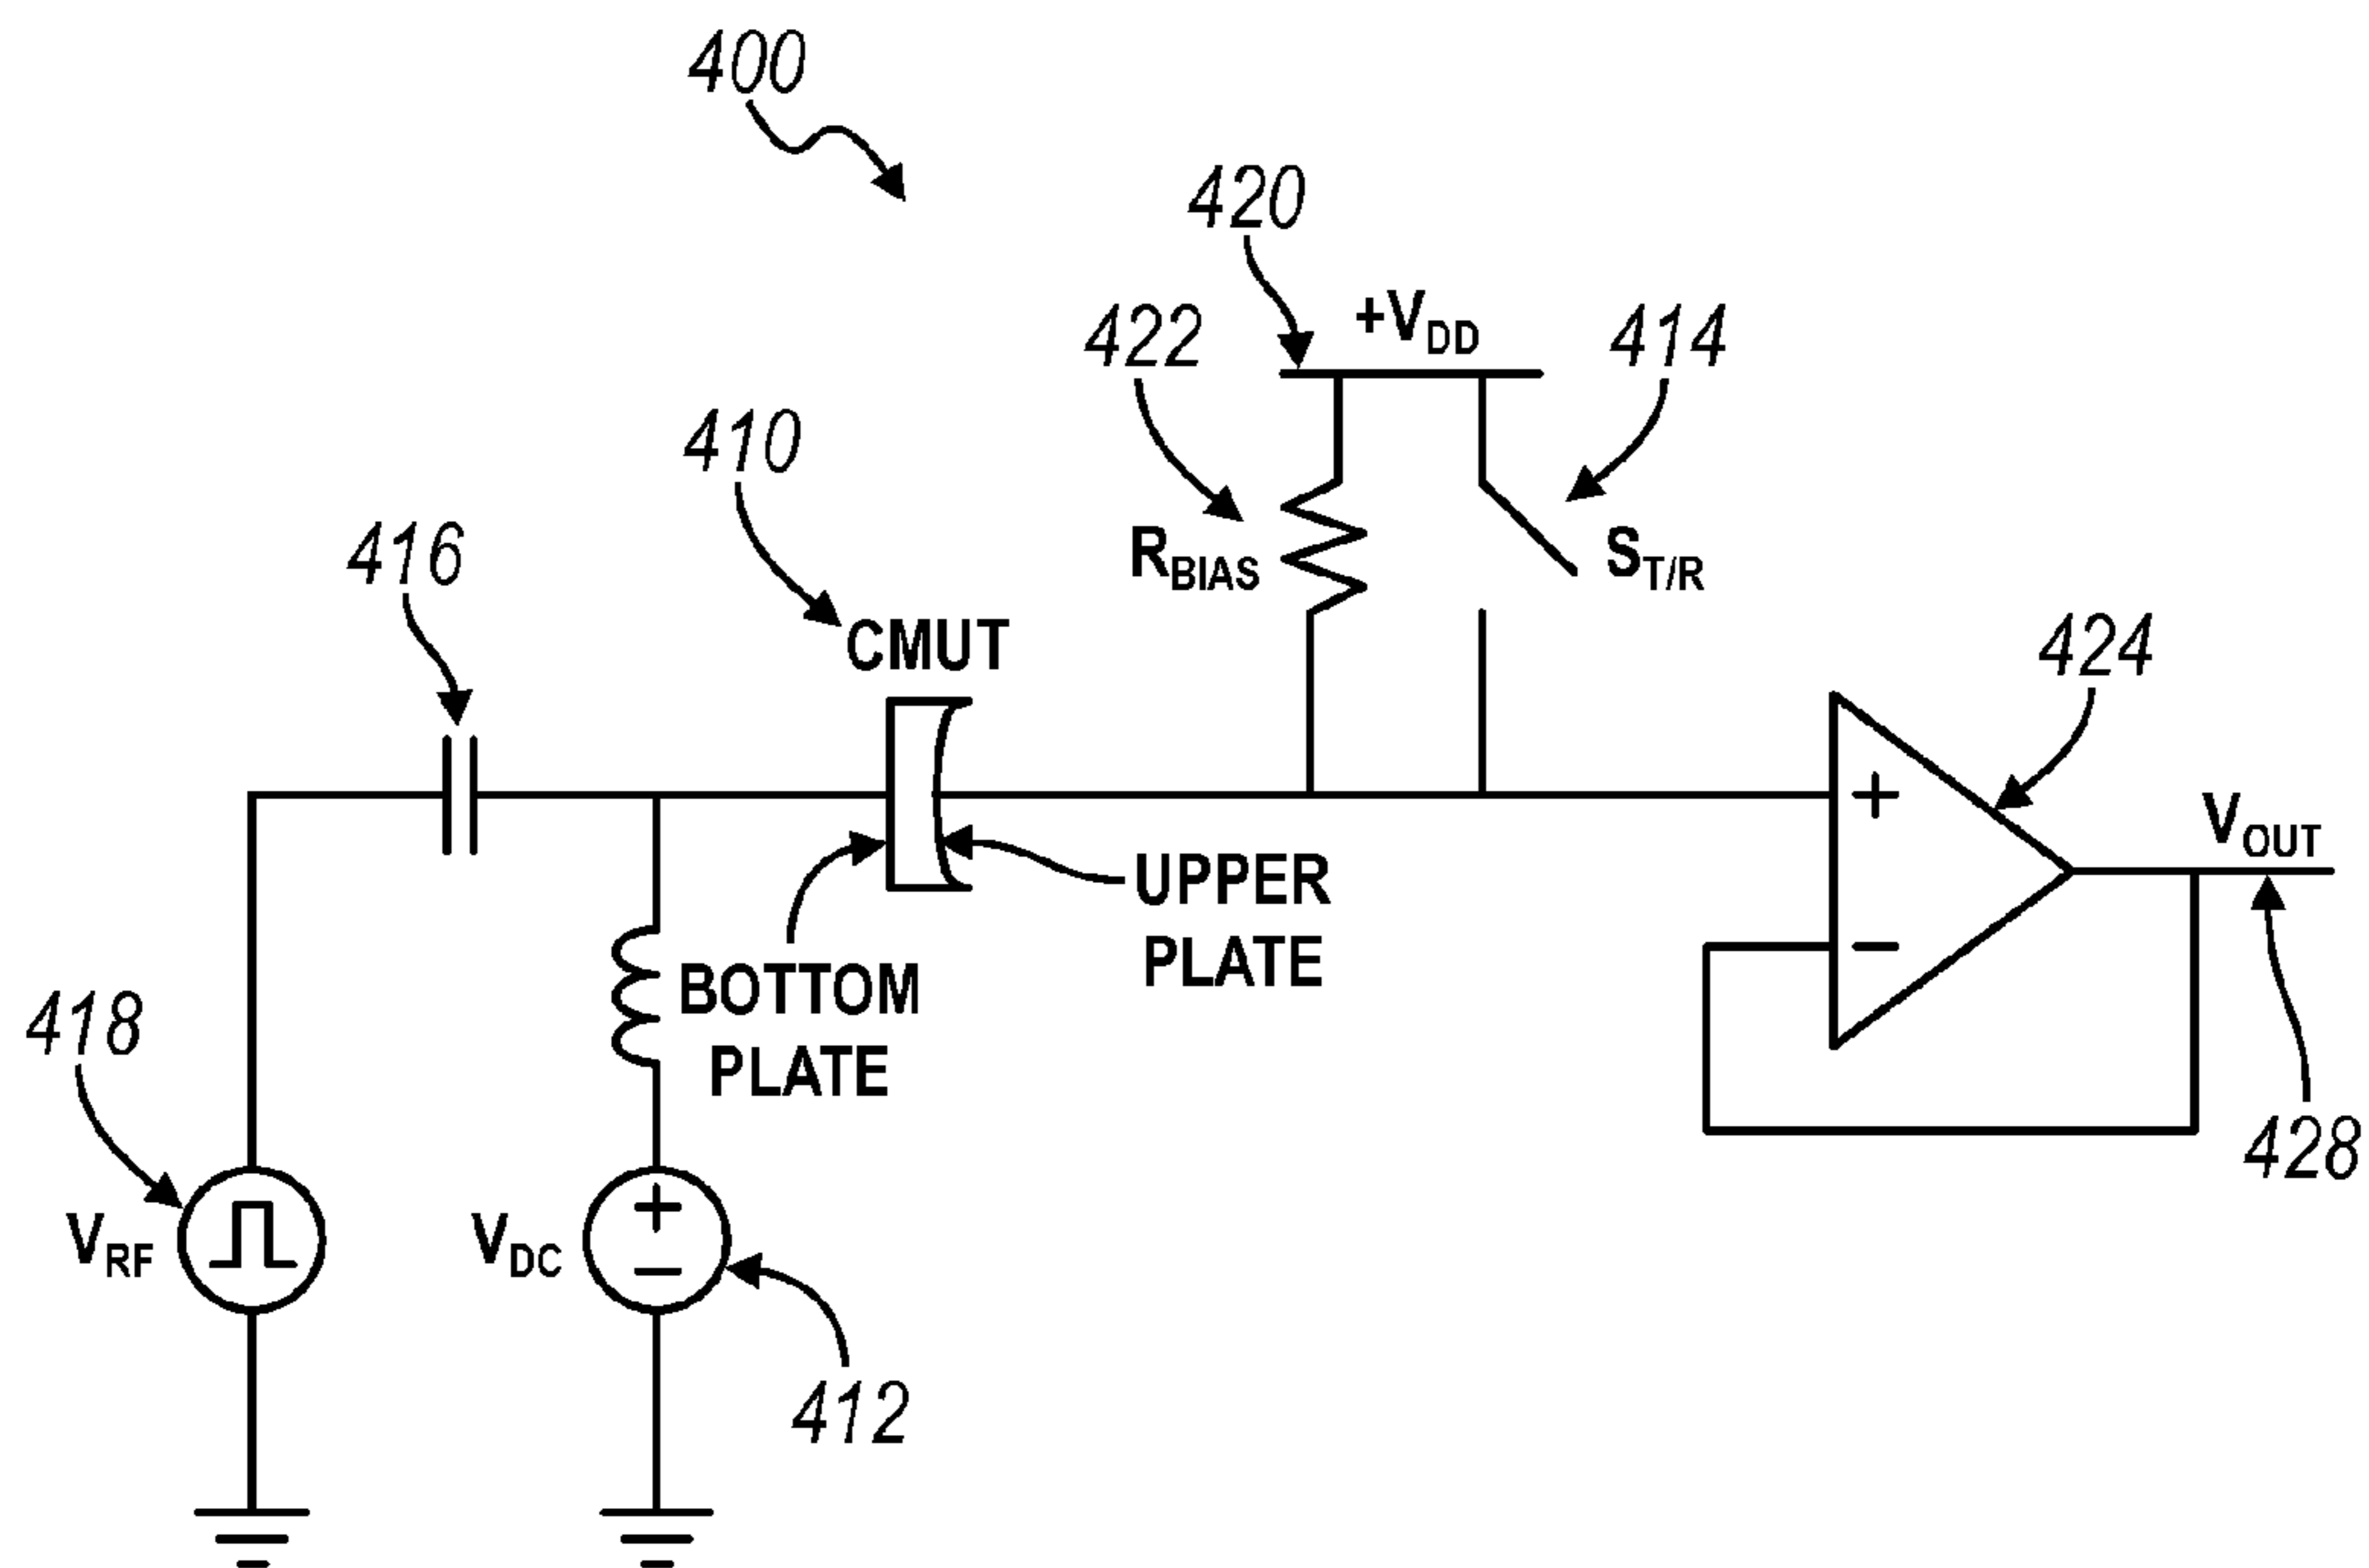 400
420
+VDD
422
414
410
RBIAS
ST/R
416
CMUT
424
+
VOUT
UPPER
PLATE
−
BOTTOM
PLATE
418
428
VRF
VDC
+
−
412